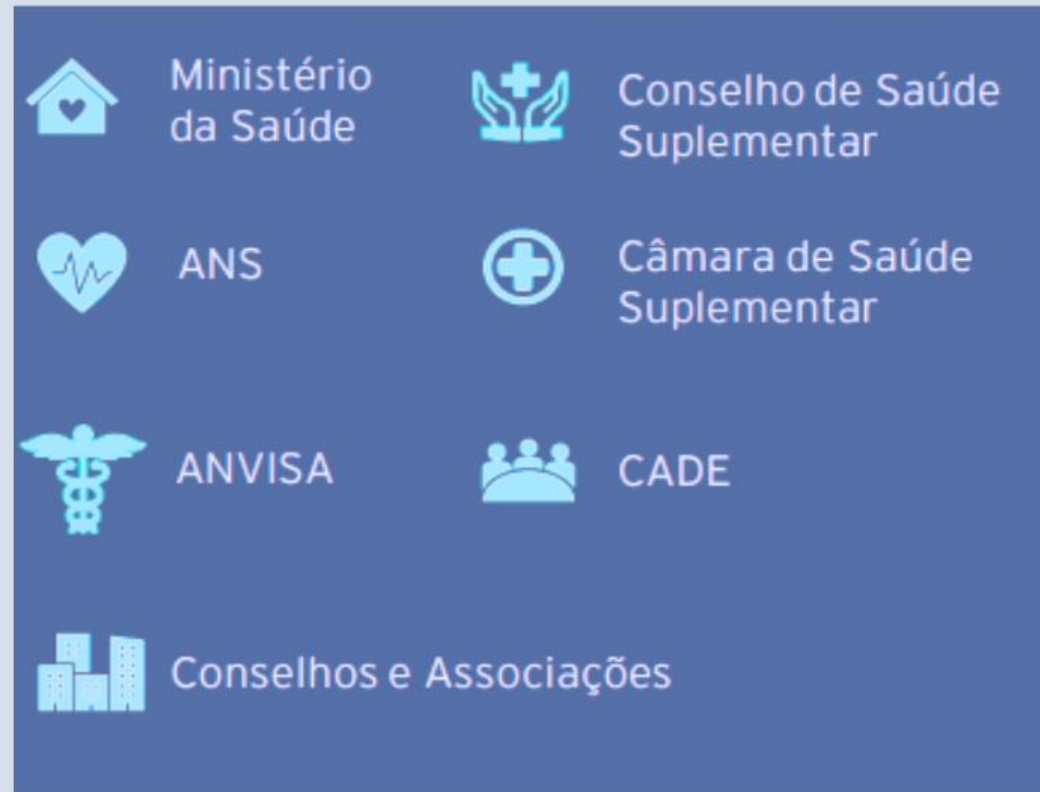 Ministério
da Saúde
Conselho de Saúde
Suplementar
ANS
Câmara de Saúde
Suplementar
ANVISA
CADE
Conselhos e Associações